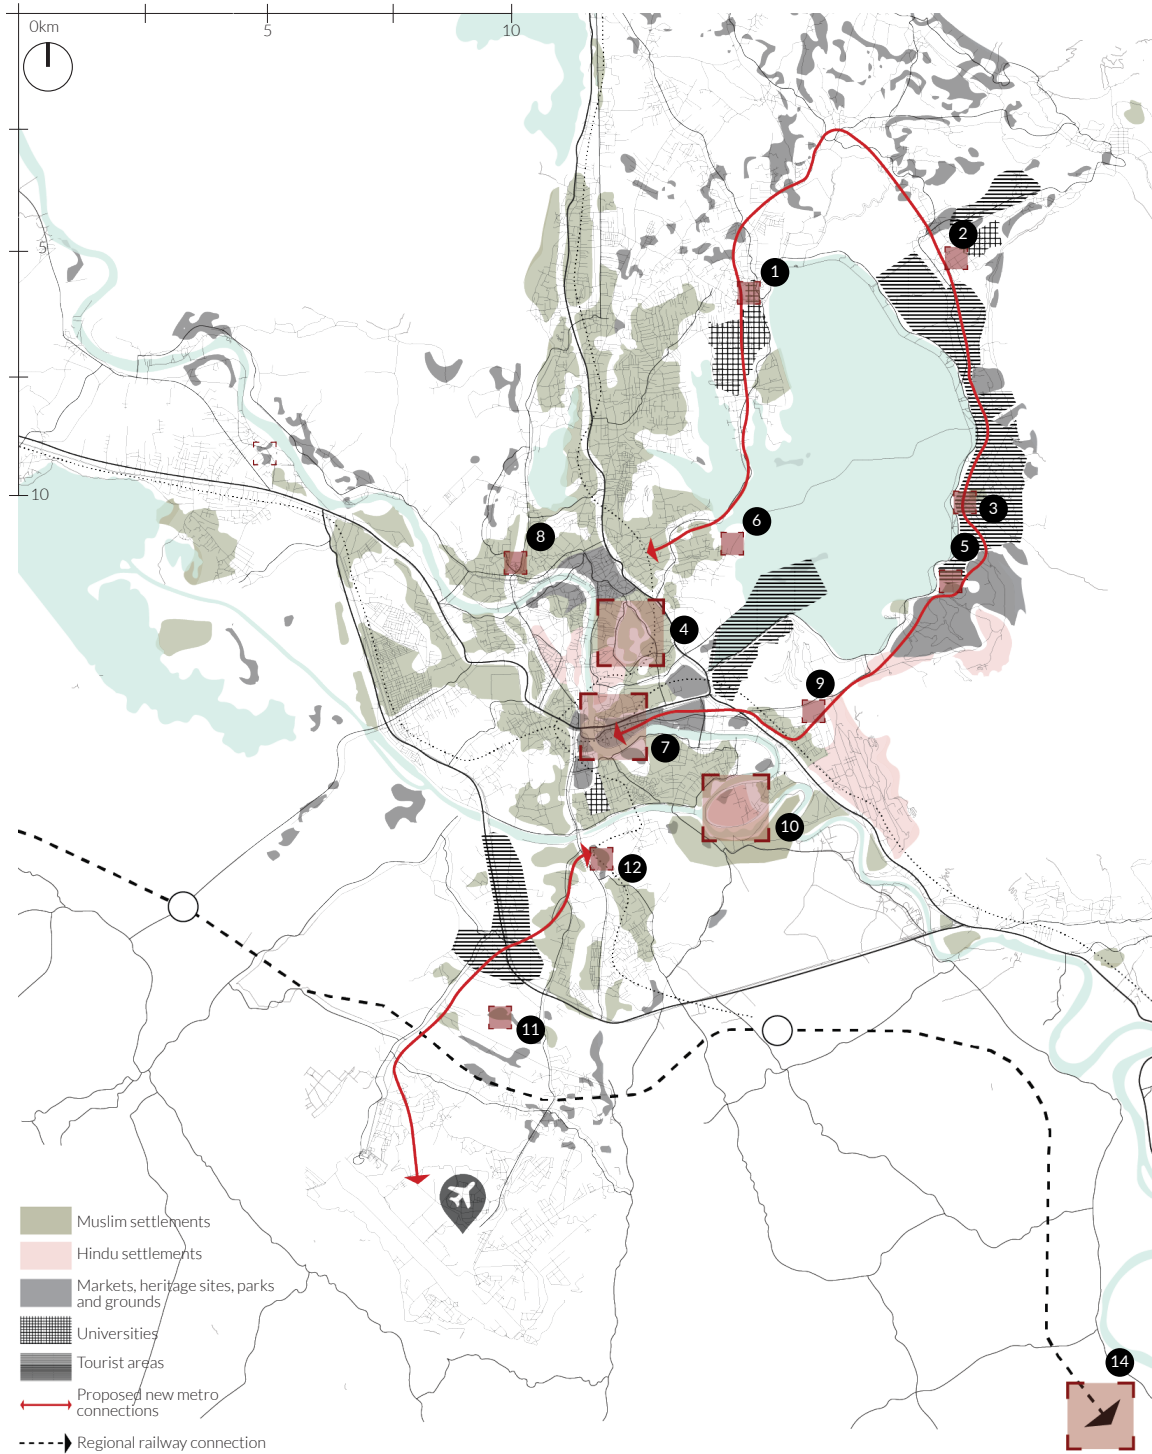 0km
5
10
2
5
1
10
6
3
8
5
4
9
7
10
12
11
Muslim settlements
Hindu settlements
Markets, heritage sites, parks
and grounds
Universities
Tourist areas
14
Proposed new metro
connections
Regional railway connection